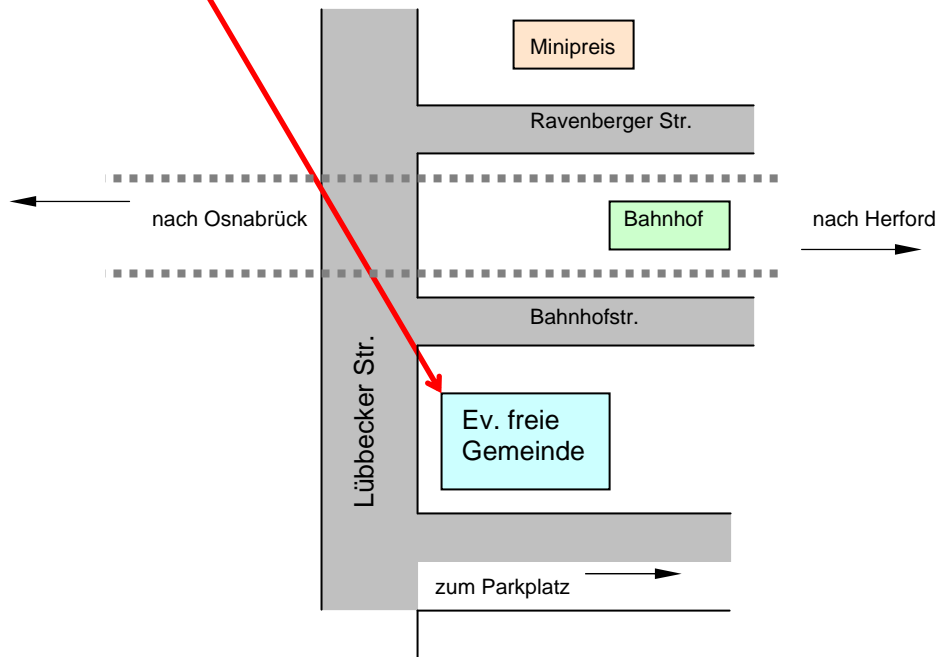 Minipreis
Ravenberger Str.
nach Osnabrück
Bahnhof
nach Herford
Bahnhofstr.
Lübbecker Str.
Ev. freie
Gemeinde
zum Parkplatz